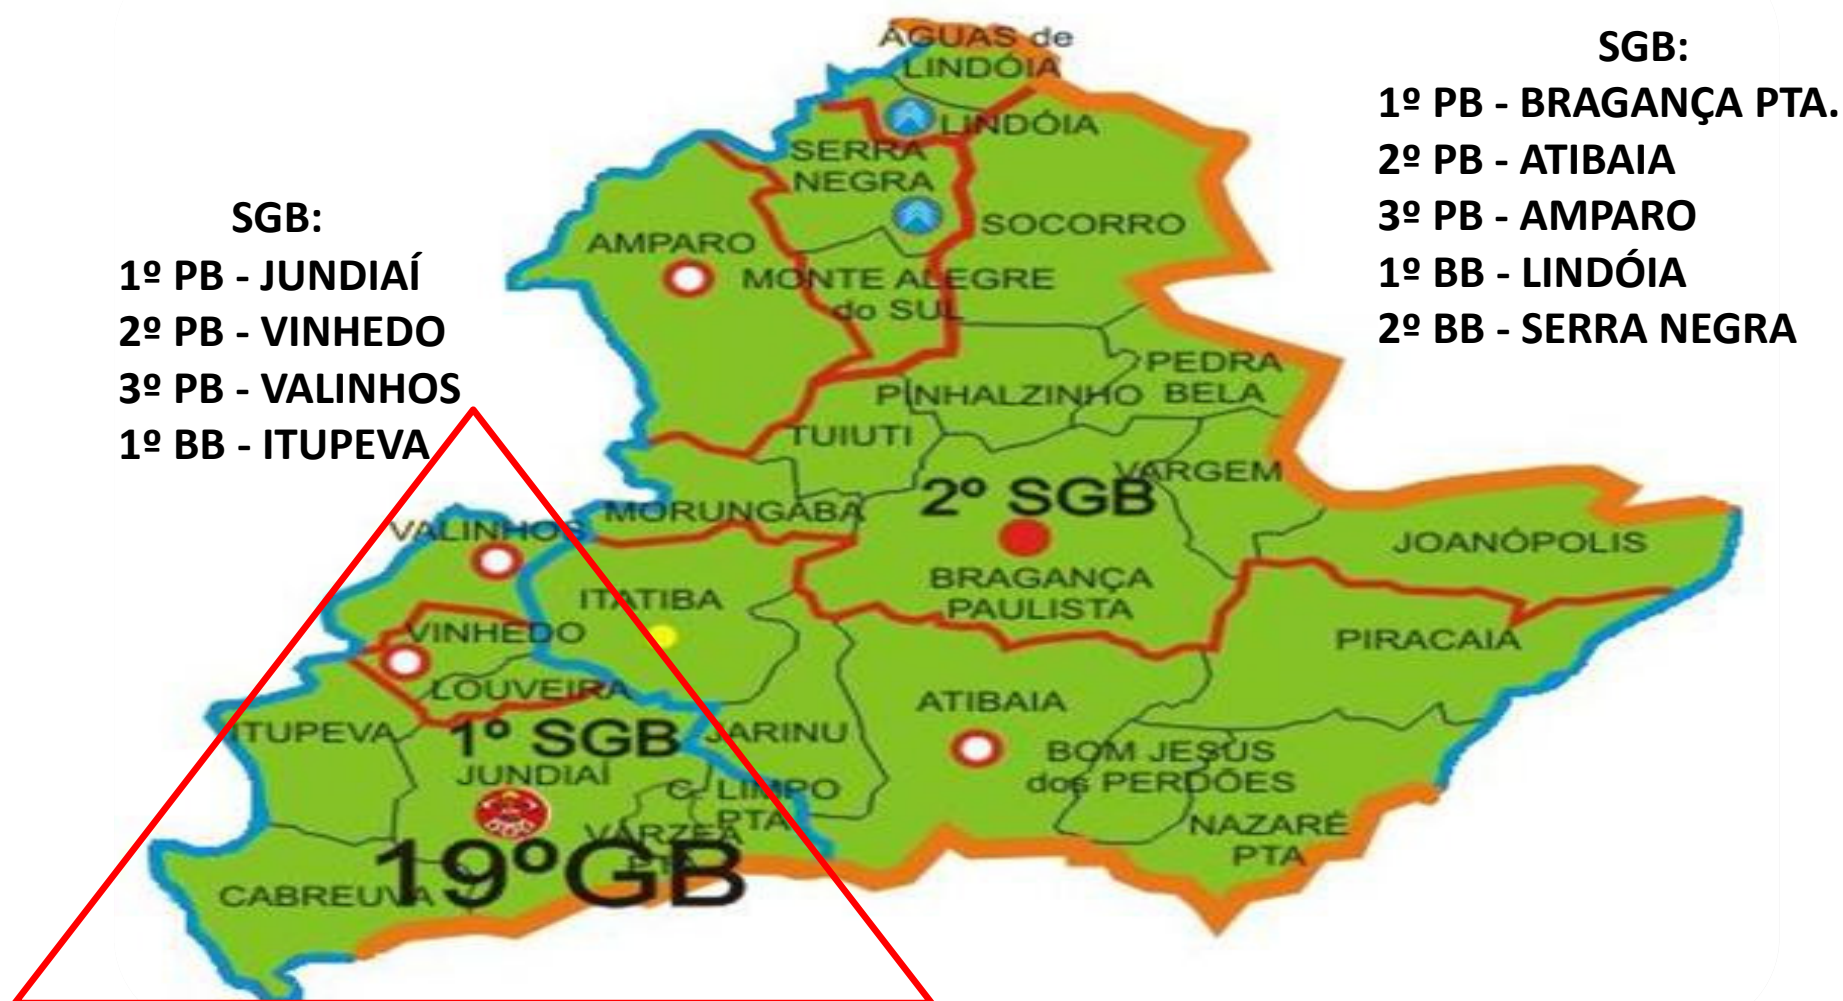 SGB:
1º PB - JUNDIAÍ
2º PB - VINHEDO
3º PB - VALINHOS
1º BB - ITUPEVA
SGB:
1º PB - BRAGANÇA PTA.
2º PB - ATIBAIA
3º PB - AMPARO
1º BB - LINDÓIA
2º BB - SERRA NEGRA
ÁGUAS de
LINDÓIA
LINDÓIA
SERRA
NEGRA
SOCORRO
AMPARO
MONTE ALEGRE
do SUL
PEDRA
BELA
PINHALZINHO
TUIUTI
VARGEM
2º SGB
MORUNGABA
VALINHOS
JOANÓPOLIS
BRAGANÇA
PAULISTA
ITATIBA
VINHEDO
PIRACAIA
LOUVEIRA
ATIBAIA
ITUPEVA
1º SGB
JARINU
JUNDIAÍ
BOM JESUS
dos PERDÕES
C. LIMPO
PTA
VÁRZEA
PTA
NAZARÉ
PTA
19ºGB
CABREUVA